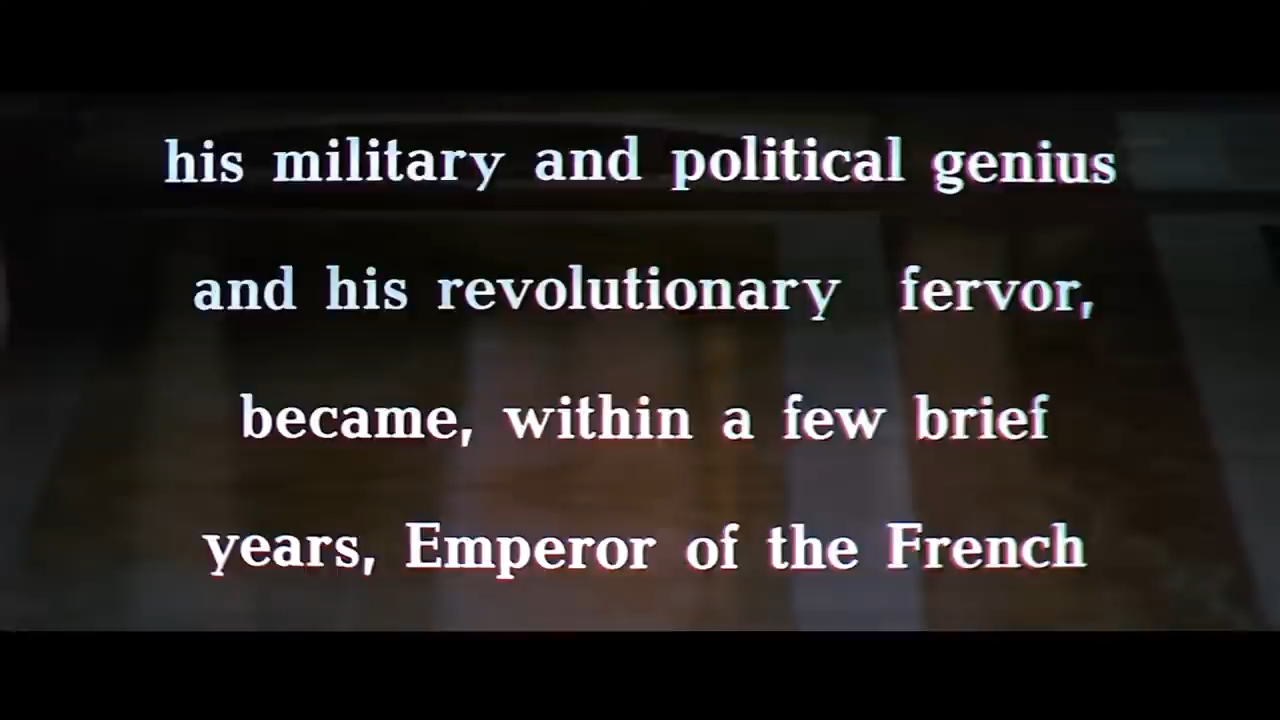 his military and political genius
and his revolutionary fervor,
became, within a few brief
years, Emperor of the French